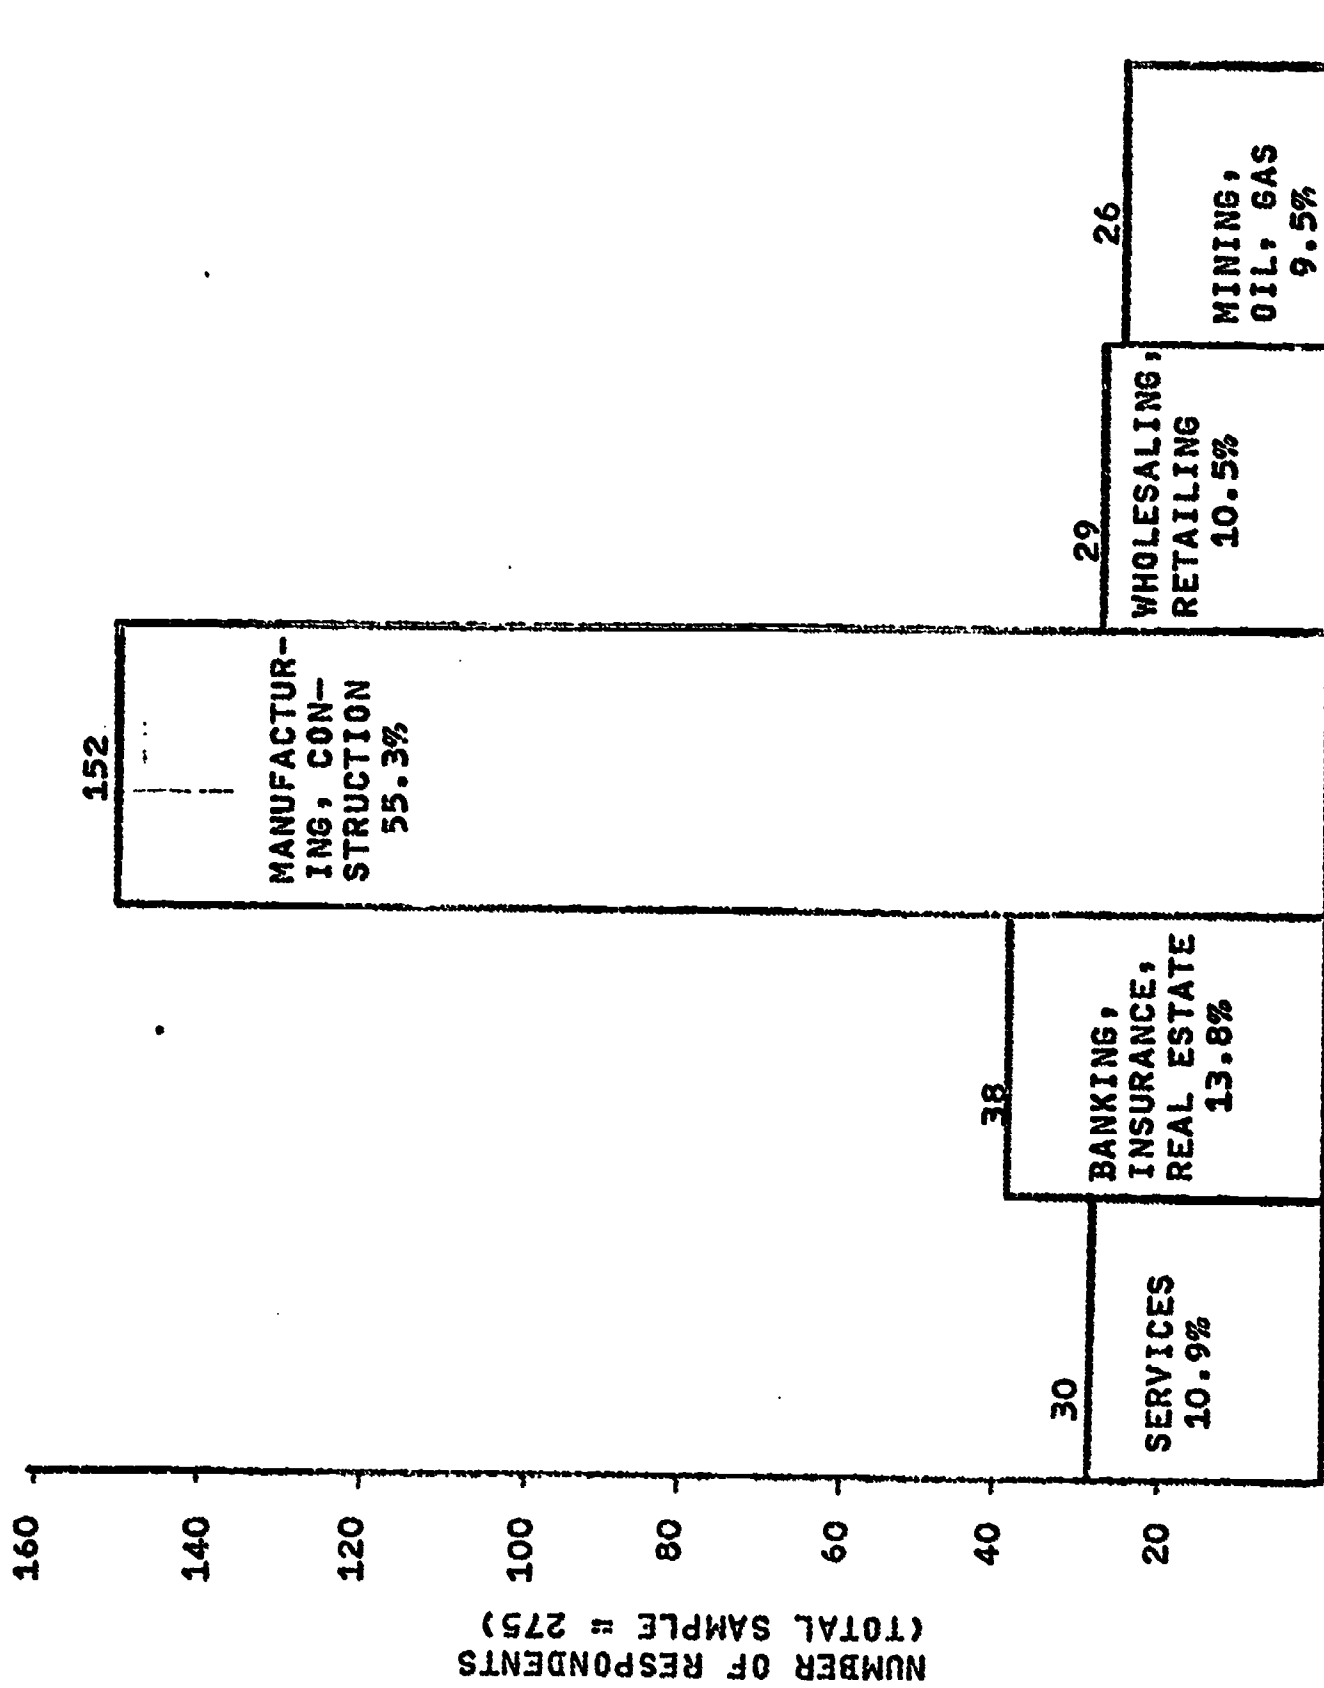 NUMBER OF RESPONDENTS
(TOTAL SAMPLE = 275)
160
140
120
100
80
60
40
20
30
SERVICES
10.9%
38
BANKING,
INSURANCE,
REAL ESTATE
13.8%
152
MANUFACTUR-
ING, CON-
STRUCTION
55.3%
29
WHOLESALING,
RETAILING
10.5%
26
MINING,
OIL, GAS
9.5%